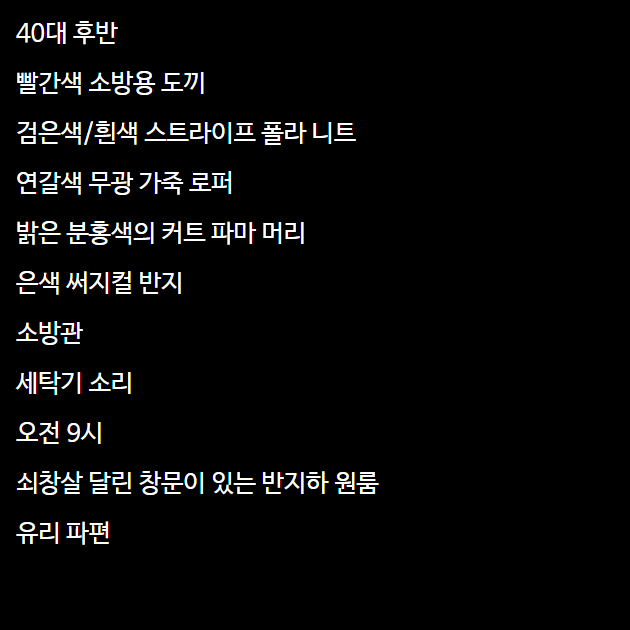 40대 후반
빨간색 소방용 도끼
검은색/흰색 스트라이프 폴라 니트
연갈색 무광 가죽 로퍼
밝은 분홍색의 커트 파마 머리
은색 써지컬 반지
소방관
세탁기 소리
오전 9시
쇠창살 달린 창문이 있는 반지하 원룸
유리 파편